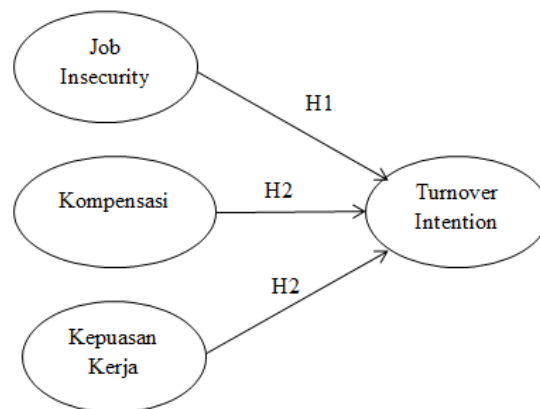 Job
Insecurity
H1
Kompensasi
H2
Turnover
Intention
H2
Kepuasan
Kerja